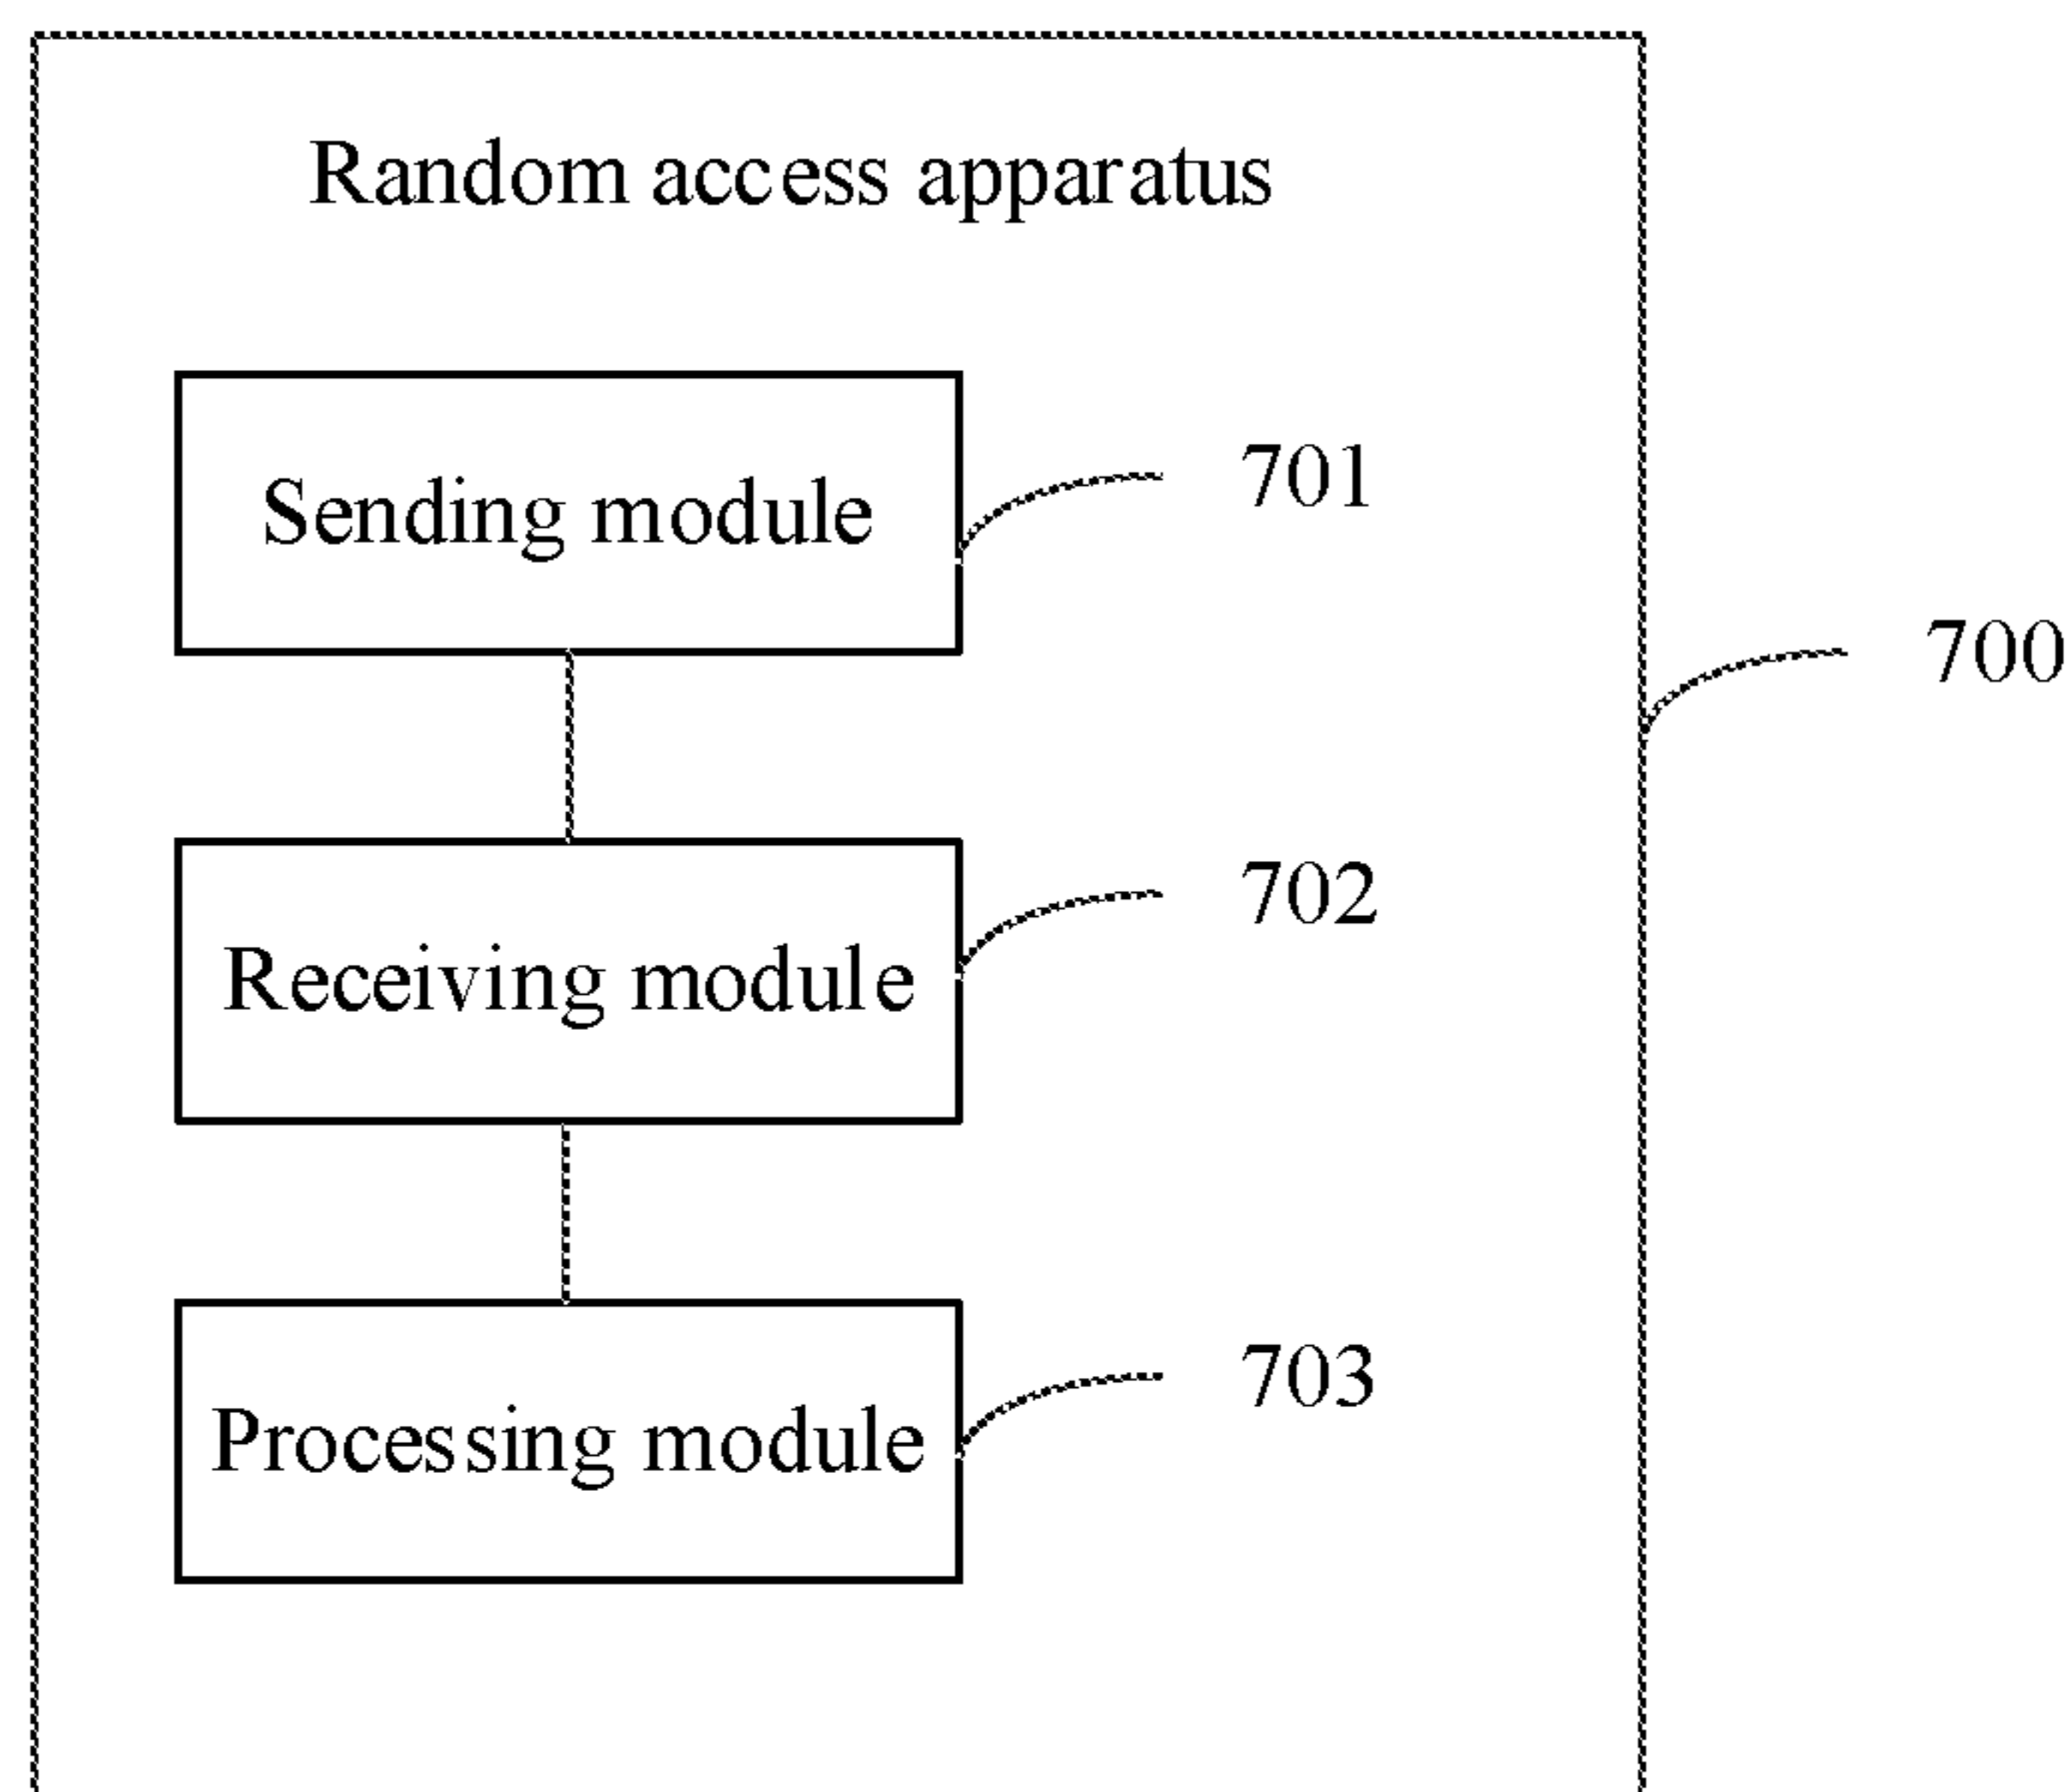 Random access apparatus
Sending module
701
700
Receiving module
702
Processing module
703